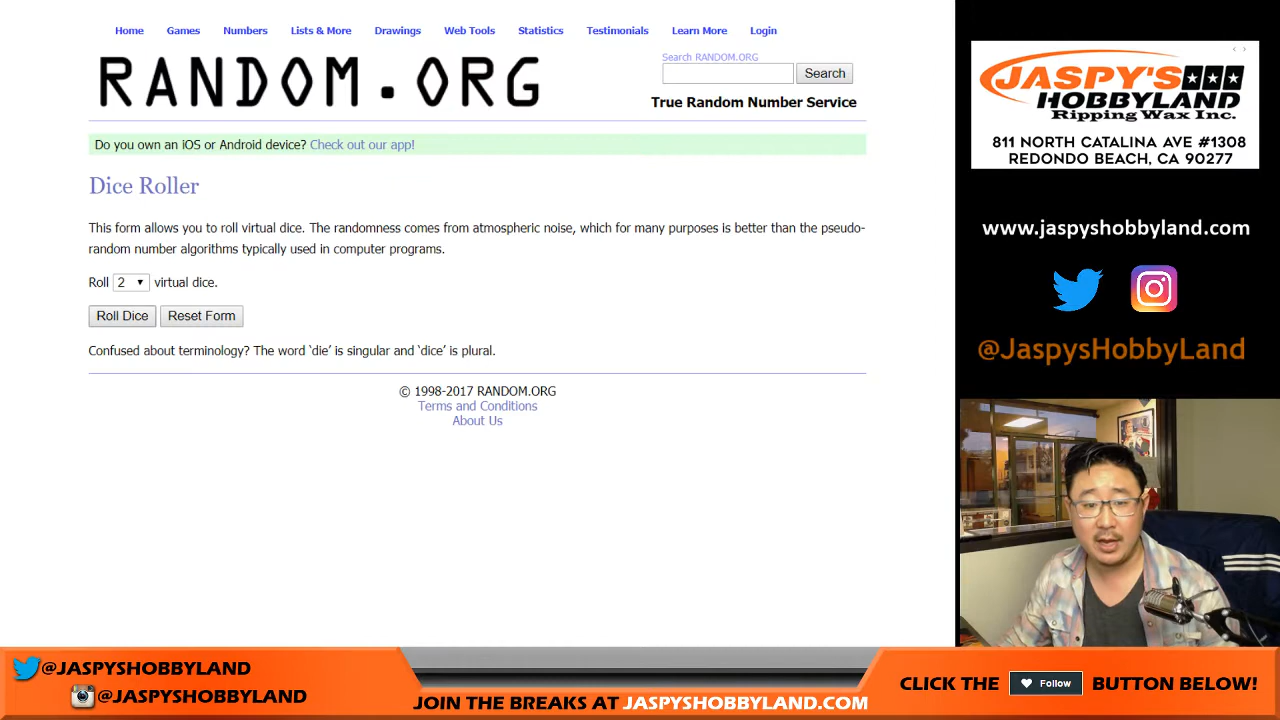 Home Games Numbers Lists & More Drawings Web Tools Statistics Testimonials Learn More Login
RANDOM.ORG
Search RANDOM.ORG
Search
True Random Number Service
Do you own an iOS or Android device? Check out our app!
Dice Roller
This form allows you to roll virtual dice. The randomness comes from atmospheric noise, which for many purposes is better than the pseudo-
random number algorithms typically used in computer programs.
Roll 2 virtual dice.
Roll Dice Reset Form
Confused about terminology? The word ‘die’ is singular and ‘dice’ is plural.
© 1998-2017 RANDOM.ORG
Terms and Conditions
About Us
JASPY'S
HOBBYLAND
Ripping Wax Inc.
811 NORTH CATALINA AVE #1308
REDONDO BEACH, CA 90277
www.jaspyshobbyland.com
@JaspysHobbyLand
@JASPYSHOBBYLAND
@JASPYSHOBBYLAND
JOIN THE BREAKS AT JASPYSHOBBYLAND.COM
CLICK THE Follow BUTTON BELOW!